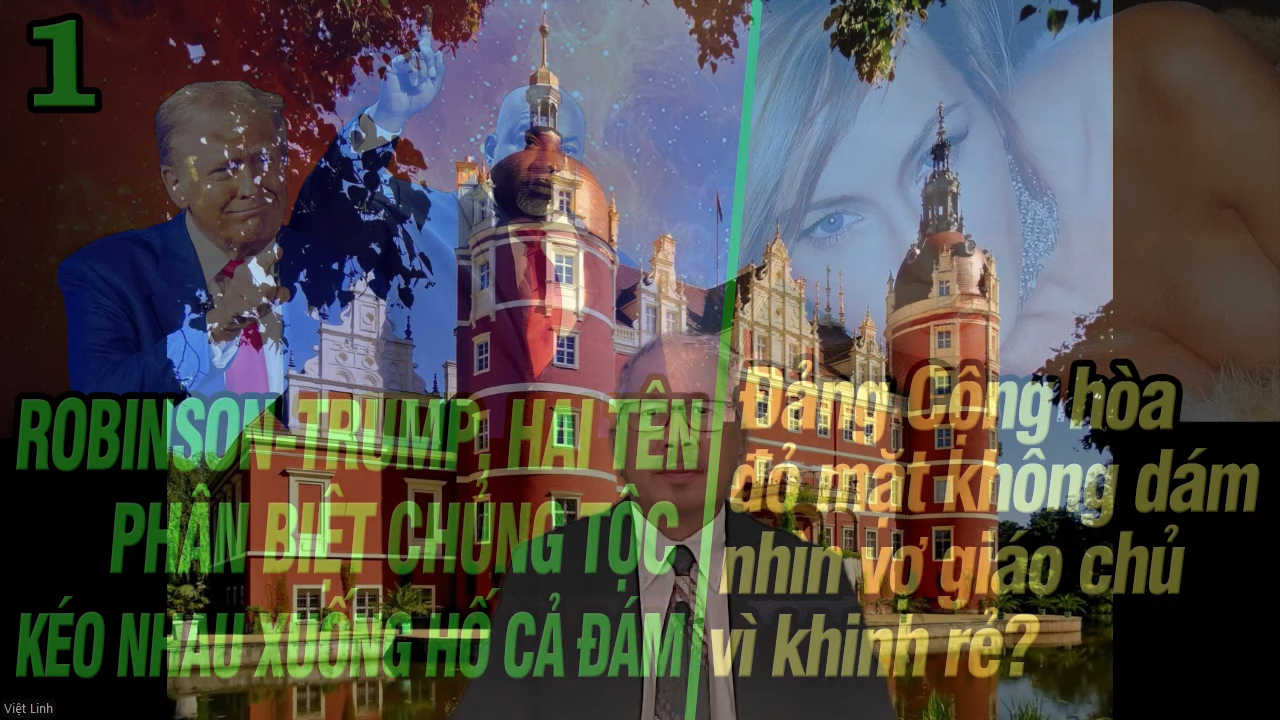 1
ROBINSON TRUMP, HAI TÊN
PHÂN BIỆT CHỦNG TỘC
KÉO NHAU XUỐNG HỐ CẢ ĐÁM
Đảng Cộng hòa
đỏ mặt không dám
nhìn vợ giáo chủ
vì khinh rẻ?
Việt Linh